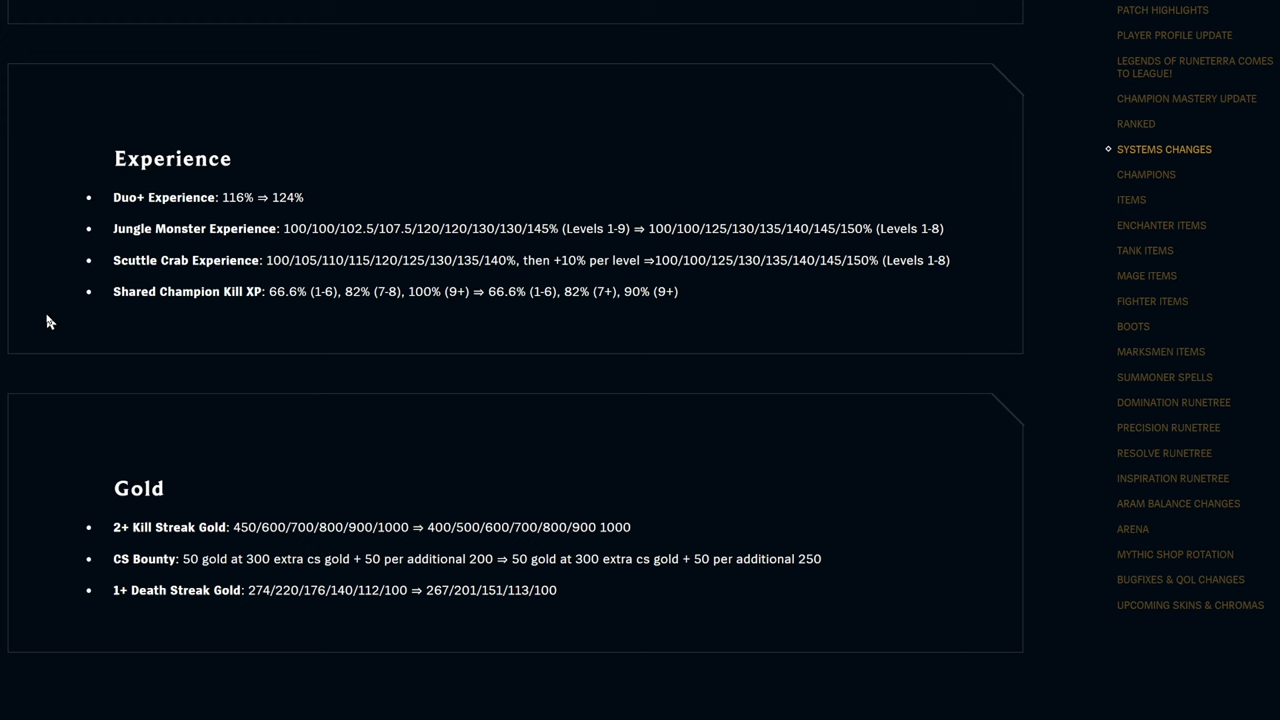 Experience
Duo+ Experience: 116% ⇒ 124%
Jungle Monster Experience: 100/100/102.5/107.5/120/120/130/130/145% (Levels 1-9) ⇒ 100/100/125/130/135/140/145/150% (Levels 1-8)
Scuttle Crab Experience: 100/105/110/115/120/125/130/135/140%, then +10% per level ⇒100/100/125/130/135/140/145/150% (Levels 1-8)
Shared Champion Kill XP: 66.6% (1-6), 82% (7-8), 100% (9+) ⇒ 66.6% (1-6), 82% (7+), 90% (9+)
Gold
2+ Kill Streak Gold: 450/600/700/800/900/1000 ⇒ 400/500/600/700/800/900 1000
CS Bounty: 50 gold at 300 extra cs gold + 50 per additional 200 ⇒ 50 gold at 300 extra cs gold + 50 per additional 250
1+ Death Streak Gold: 274/220/176/140/112/100 ⇒ 267/201/151/113/100
PATCH HIGHLIGHTS
PLAYER PROFILE UPDATE
LEGENDS OF RUNETERRA COMES
TO LEAGUE!
CHAMPION MASTERY UPDATE
RANKED
SYSTEMS CHANGES
CHAMPIONS
ITEMS
ENCHANTER ITEMS
TANK ITEMS
MAGE ITEMS
FIGHTER ITEMS
BOOTS
MARKSMEN ITEMS
SUMMONER SPELLS
DOMINATION RUNETREE
PRECISION RUNETREE
RESOLVE RUNETREE
INSPIRATION RUNETREE
ARAM BALANCE CHANGES
ARENA
MYTHIC SHOP ROTATION
BUGFIXES & QOL CHANGES
UPCOMING SKINS & CHROMAS